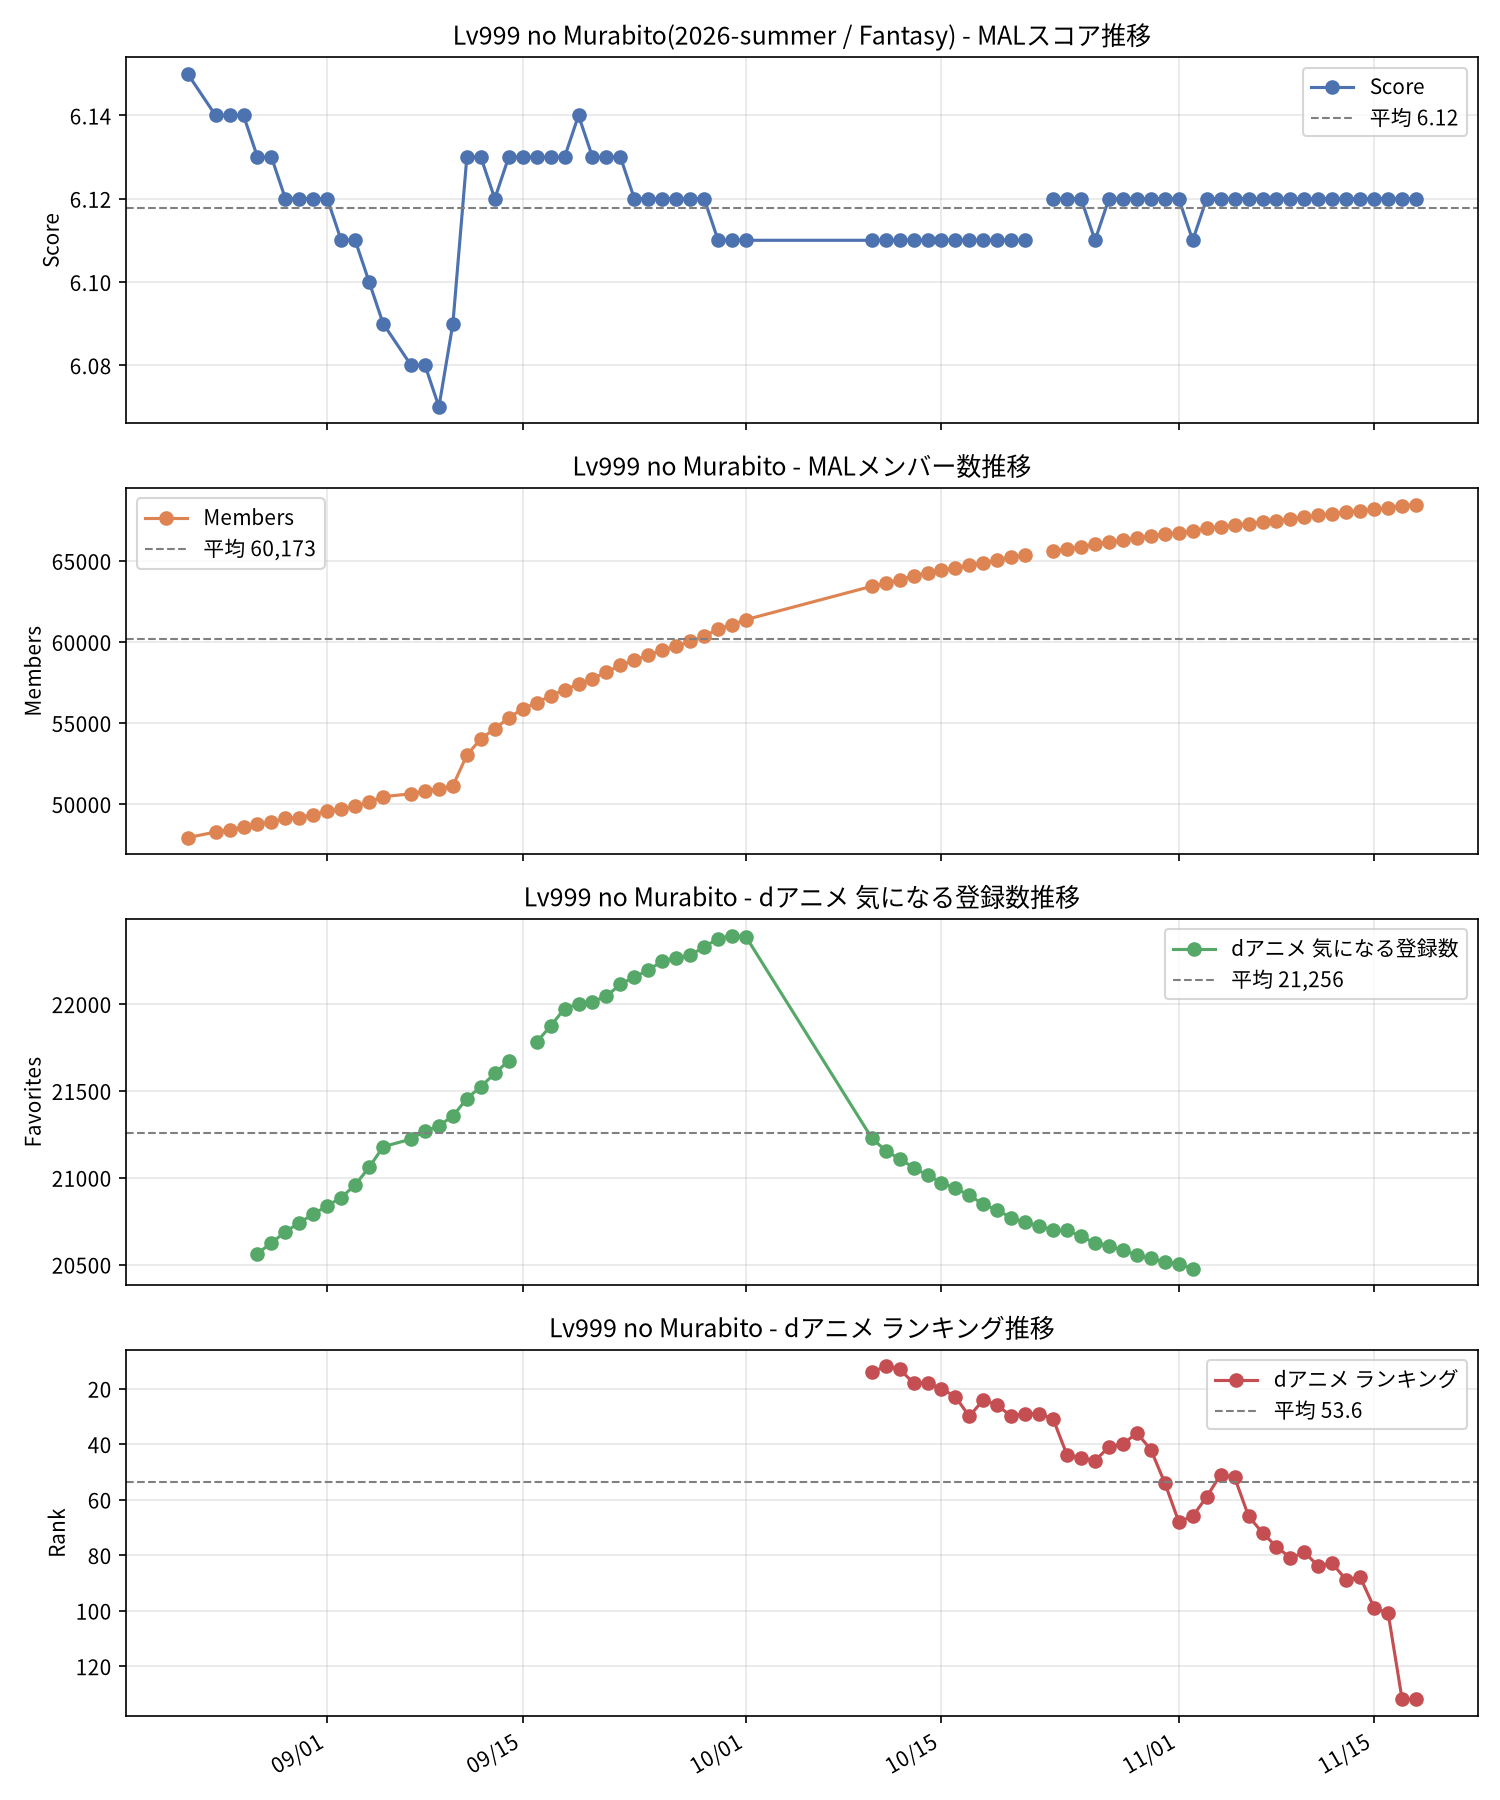 Lv999 no Murabito(2026-summer / Fantasy) - MALスコア推移
Score
平均 6.12
Score
6.14
6.12
6.10
6.08
Lv999 no Murabito - MALメンバー数推移
Members
平均 60,173
Members
65000
60000
55000
50000
Lv999 no Murabito - dアニメ 気になる登録数推移
dアニメ 気になる登録数
平均 21,256
Favorites
22000
21500
21000
20500
Lv999 no Murabito - dアニメ ランキング推移
dアニメ ランキング
平均 53.6
Rank
20
40
60
80
100
120
09/01
09/15
10/01
10/15
11/01
11/15